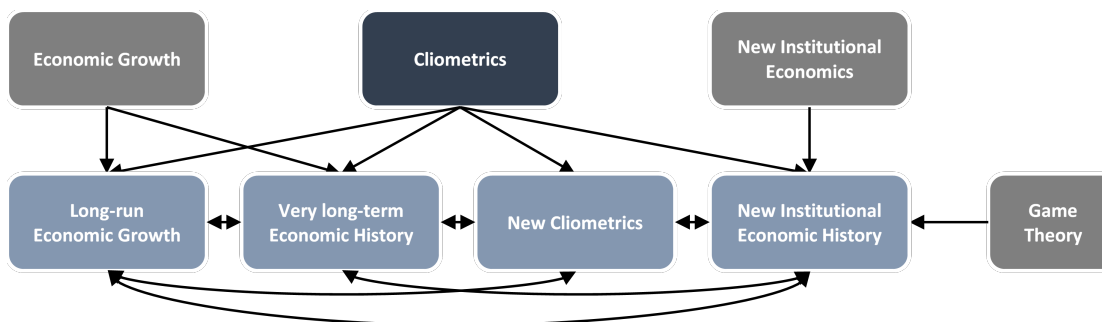 Economic Growth
Cliometrics
New Institutional
Economics
Long-run
Economic Growth
Very long-term
Economic History
New Cliometrics
New Institutional
Economic History
Game
Theory